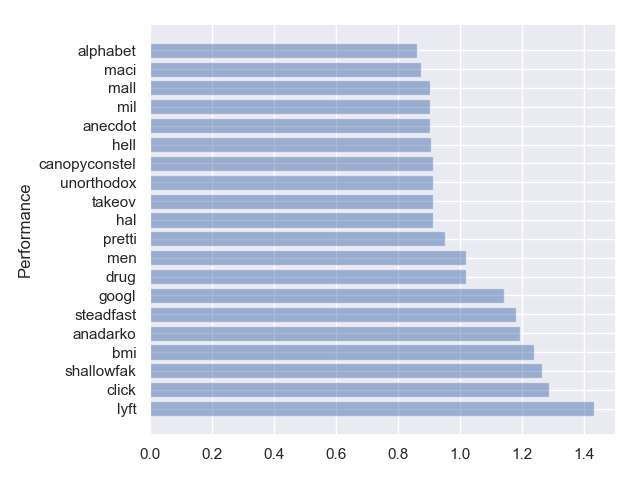 alphabet
maci
mall
mil
anecdot
hell
canopyconstel
unorthodox
takeov
hal
pretti
men
drug
googl
steadfast
anadarko
bmi
shallowfak
click
lyft
Performance
0.0 0.2 0.4 0.6 0.8 1.0 1.2 1.4